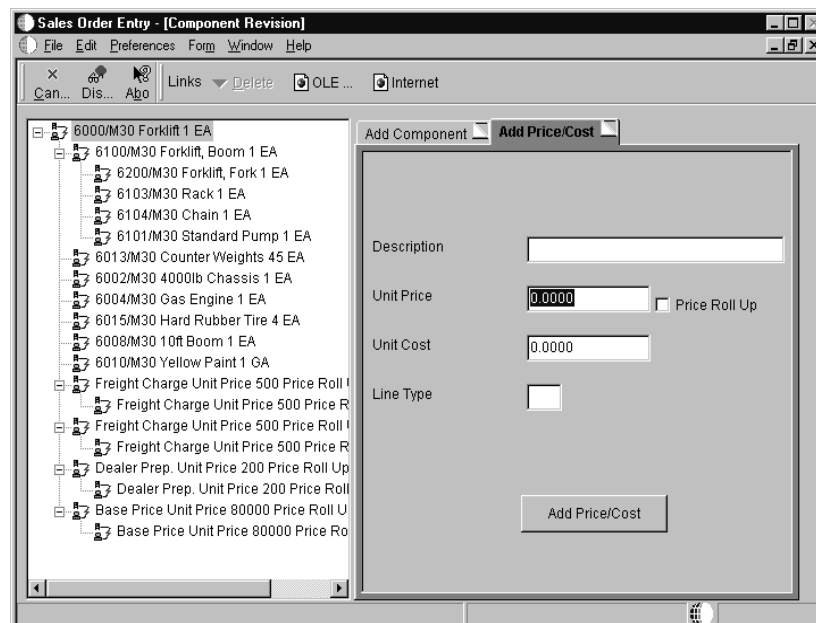 Sales Order Entry - [Component Revision]
File Edit Preferences Form Window Help
Can... Dis... Abo Links Delete OLE ... Internet
6000/M30 Forklift 1 EA
6100/M30 Forklift, Boom 1 EA
6200/M30 Forklift, Fork 1 EA
6103/M30 Rack 1 EA
6104/M30 Chain 1 EA
6101/M30 Standard Pump 1 EA
6013/M30 Counter Weights 45 EA
6002/M30 4000lb Chassis 1 EA
6004/M30 Gas Engine 1 EA
6015/M30 Hard Rubber Tire 4 EA
6008/M30 10ft Boom 1 EA
6010/M30 Yellow Paint 1 GA
Freight Charge Unit Price 500 Price Roll U
Freight Charge Unit Price 500 Price R
Freight Charge Unit Price 500 Price Roll U
Freight Charge Unit Price 500 Price R
Dealer Prep. Unit Price 200 Price Roll Up
Dealer Prep. Unit Price 200 Price Roll
Base Price Unit Price 80000 Price Roll U
Base Price Unit Price 80000 Price Ro
Add Component Add Price/Cost
Description
Unit Price 0.0000 Price Roll Up
Unit Cost 0.0000
Line Type
Add Price/Cost